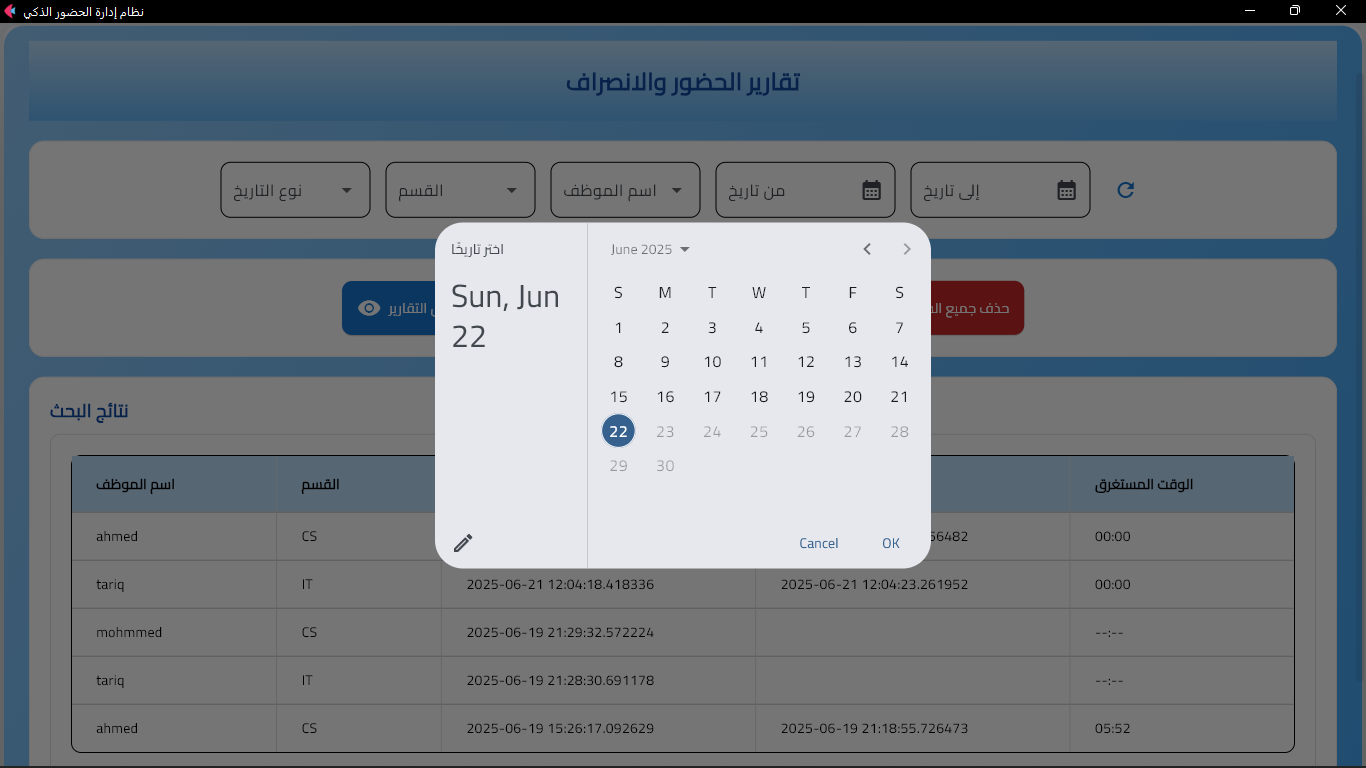 نظام إدارة الحضور الذكي
تقارير الحضور والانصراف
نوع التاريخ
القسم
اسم الموظف
من تاريخ
إلى تاريخ
التقارير
حذف جميع
اختر تاريخًا
Sun, Jun
22
June 2025
S M T W T F S
1 2 3 4 5 6 7
8 9 10 11 12 13 14
15 16 17 18 19 20 21
22 23 24 25 26 27 28
29 30
Cancel OK
نتائج البحث
اسم الموظف القسم الوقت المستغرق
ahmed CS 56482 00:00
tariq IT 2025-06-21 12:04:18.418336 2025-06-21 12:04:23.261952 00:00
mohmmed CS 2025-06-19 21:29:32.572224 --:--
tariq IT 2025-06-19 21:28:30.691178 --:--
ahmed CS 2025-06-19 15:26:17.092629 2025-06-19 21:18:55.726473 05:52